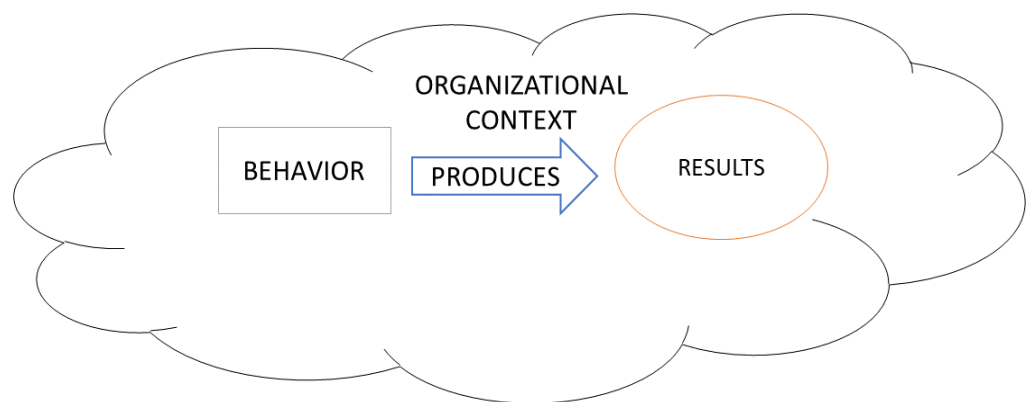 ORGANIZATIONAL
CONTEXT
BEHAVIOR
PRODUCES
RESULTS